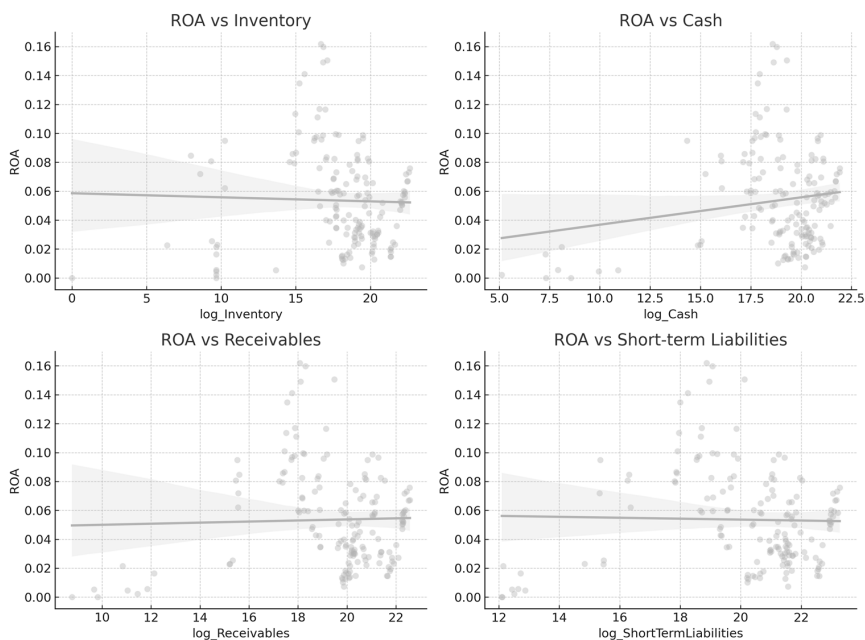 ROA vs Inventory
ROA
0.16
0.14
0.12
0.10
0.08
0.06
0.04
0.02
0.00
0 5 10 15 20
log_Inventory
ROA vs Cash
ROA
0.16
0.14
0.12
0.10
0.08
0.06
0.04
0.02
0.00
5.0 7.5 10.0 12.5 15.0 17.5 20.0 22.5
log_Cash
ROA vs Receivables
ROA
0.16
0.14
0.12
0.10
0.08
0.06
0.04
0.02
0.00
10 12 14 16 18 20 22
log_Receivables
ROA vs Short-term Liabilities
ROA
0.16
0.14
0.12
0.10
0.08
0.06
0.04
0.02
0.00
12 14 16 18 20 22
log_ShortTermLiabilities